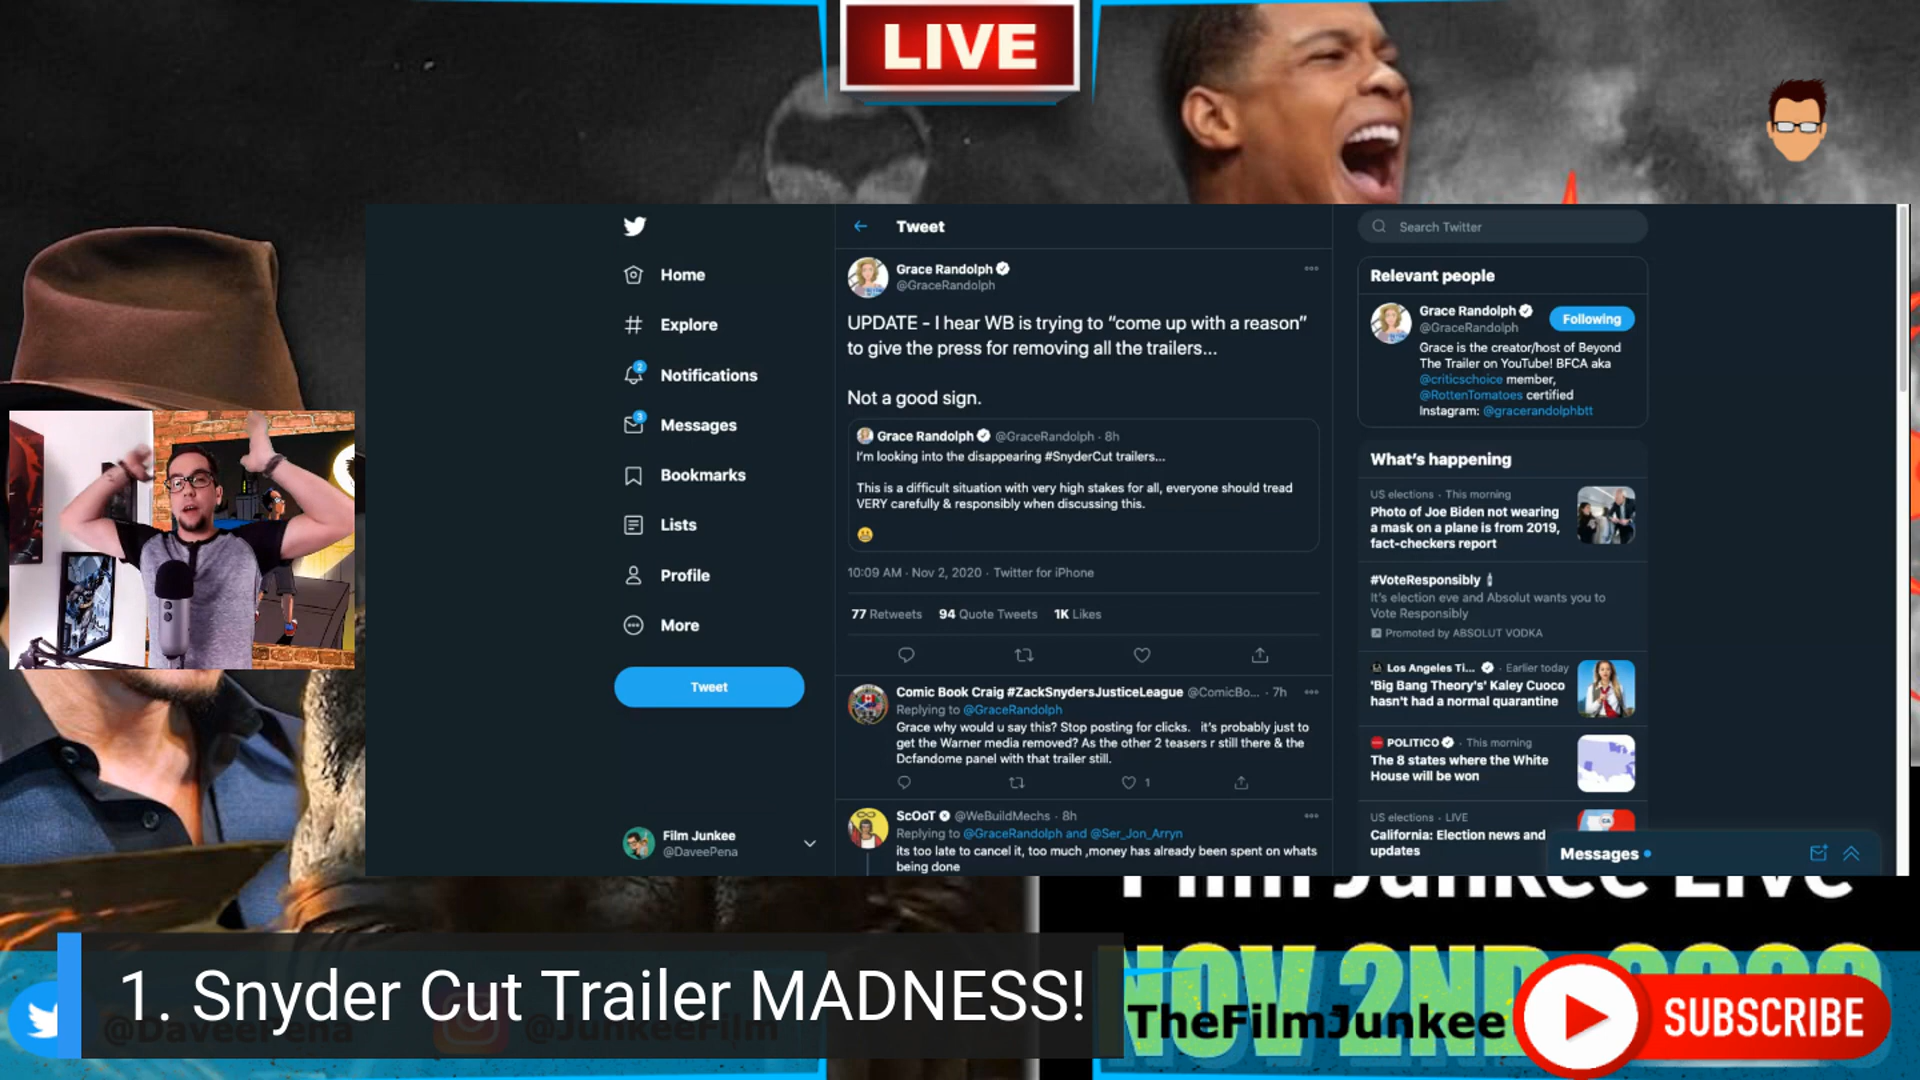 LIVE
Home
Explore
2
Notifications
3
Messages
Bookmarks
Lists
Profile
More
Tweet
Film Junkee
@DaveePena
Tweet
Grace Randolph
@GraceRandolph
UPDATE - I hear WB is trying to “come up with a reason”
to give the press for removing all the trailers...
Not a good sign.
Grace Randolph @GraceRandolph · 8h
I'm looking into the disappearing #SnyderCut trailers...
This is a difficult situation with very high stakes for all, everyone should tread
VERY carefully & responsibly when discussing this.
10:09 AM · Nov 2, 2020 · Twitter for iPhone
77 Retweets 94 Quote Tweets 1K Likes
Comic Book Craig #ZackSnydersJusticeLeague @ComicBo... · 7h
Replying to @GraceRandolph
Grace why would u say this? Stop posting for clicks. it's probably just to
get the Warner media removed? As the other 2 teasers r still there & the
Dcfandome panel with that trailer still.
1
ScOoT @WeBuildMechs · 8h
Replying to @GraceRandolph and @Ser_Jon_Arryn
its too late to cancel it, too much ,money has already been spent on whats
being done
Search Twitter
Relevant people
Grace Randolph
@GraceRandolph
Following
Grace is the creator/host of Beyond
The Trailer on YouTube! BFCA aka
@criticschoice member,
@RottenTomatoes certified
Instagram: @gracerandolphbtt
What's happening
US elections · This morning
Photo of Joe Biden not wearing
a mask on a plane is from 2019,
fact-checkers report
#VoteResponsibly
It's election eve and Absolut wants you to
Vote Responsibly
Promoted by ABSOLUT VODKA
Los Angeles Ti... · Earlier today
'Big Bang Theory's' Kaley Cuoco
hasn't had a normal quarantine
POLITICO · This morning
The 8 states where the White
House will be won
US elections · LIVE
California: Election news and
updates
Messages
Film Junkee Live
NOV 2ND, 2020
1. Snyder Cut Trailer MADNESS!
@DaveePena
@JunkeeFilm
TheFilmJunkee
SUBSCRIBE